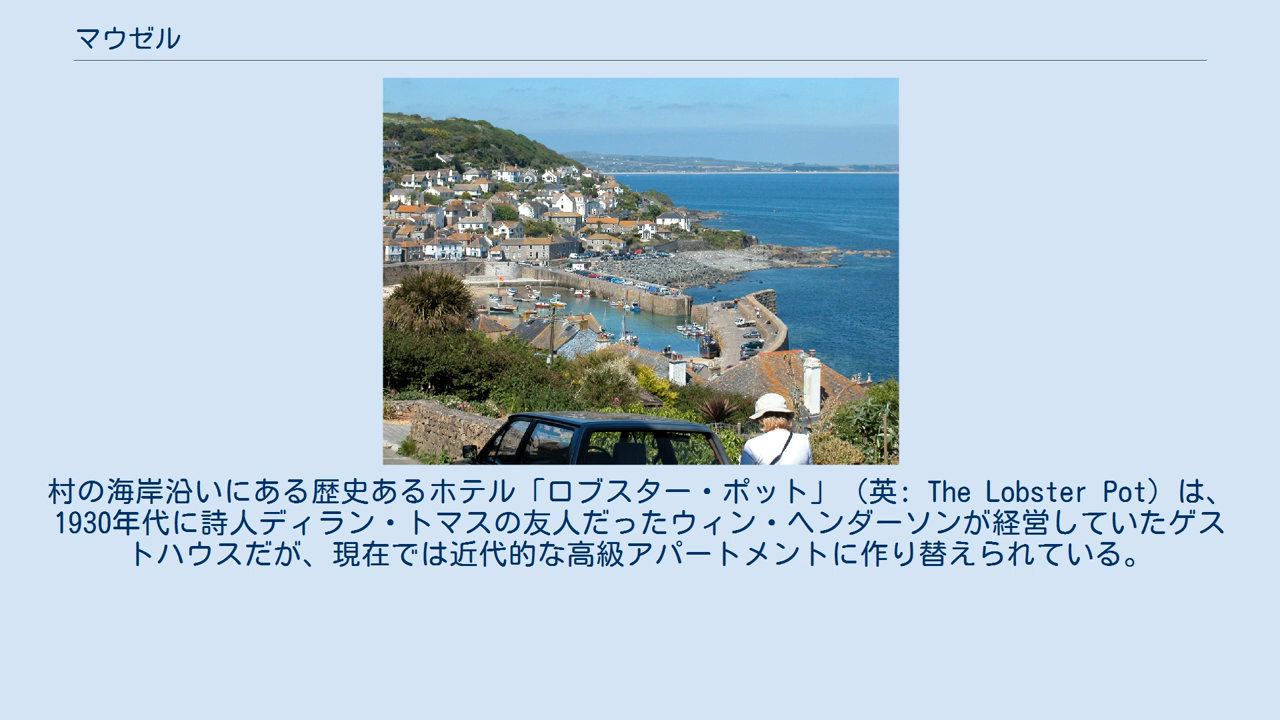 マウゼル
村の海岸沿いにある歴史あるホテル「ロブスター・ポット」（英: The Lobster Pot）は、
1930年代に詩人ディラン・トマスの友人だったウィン・ヘンダーソンが経営していたゲス
トハウスだが、現在では近代的な高級アパートメントに作り替えられている。